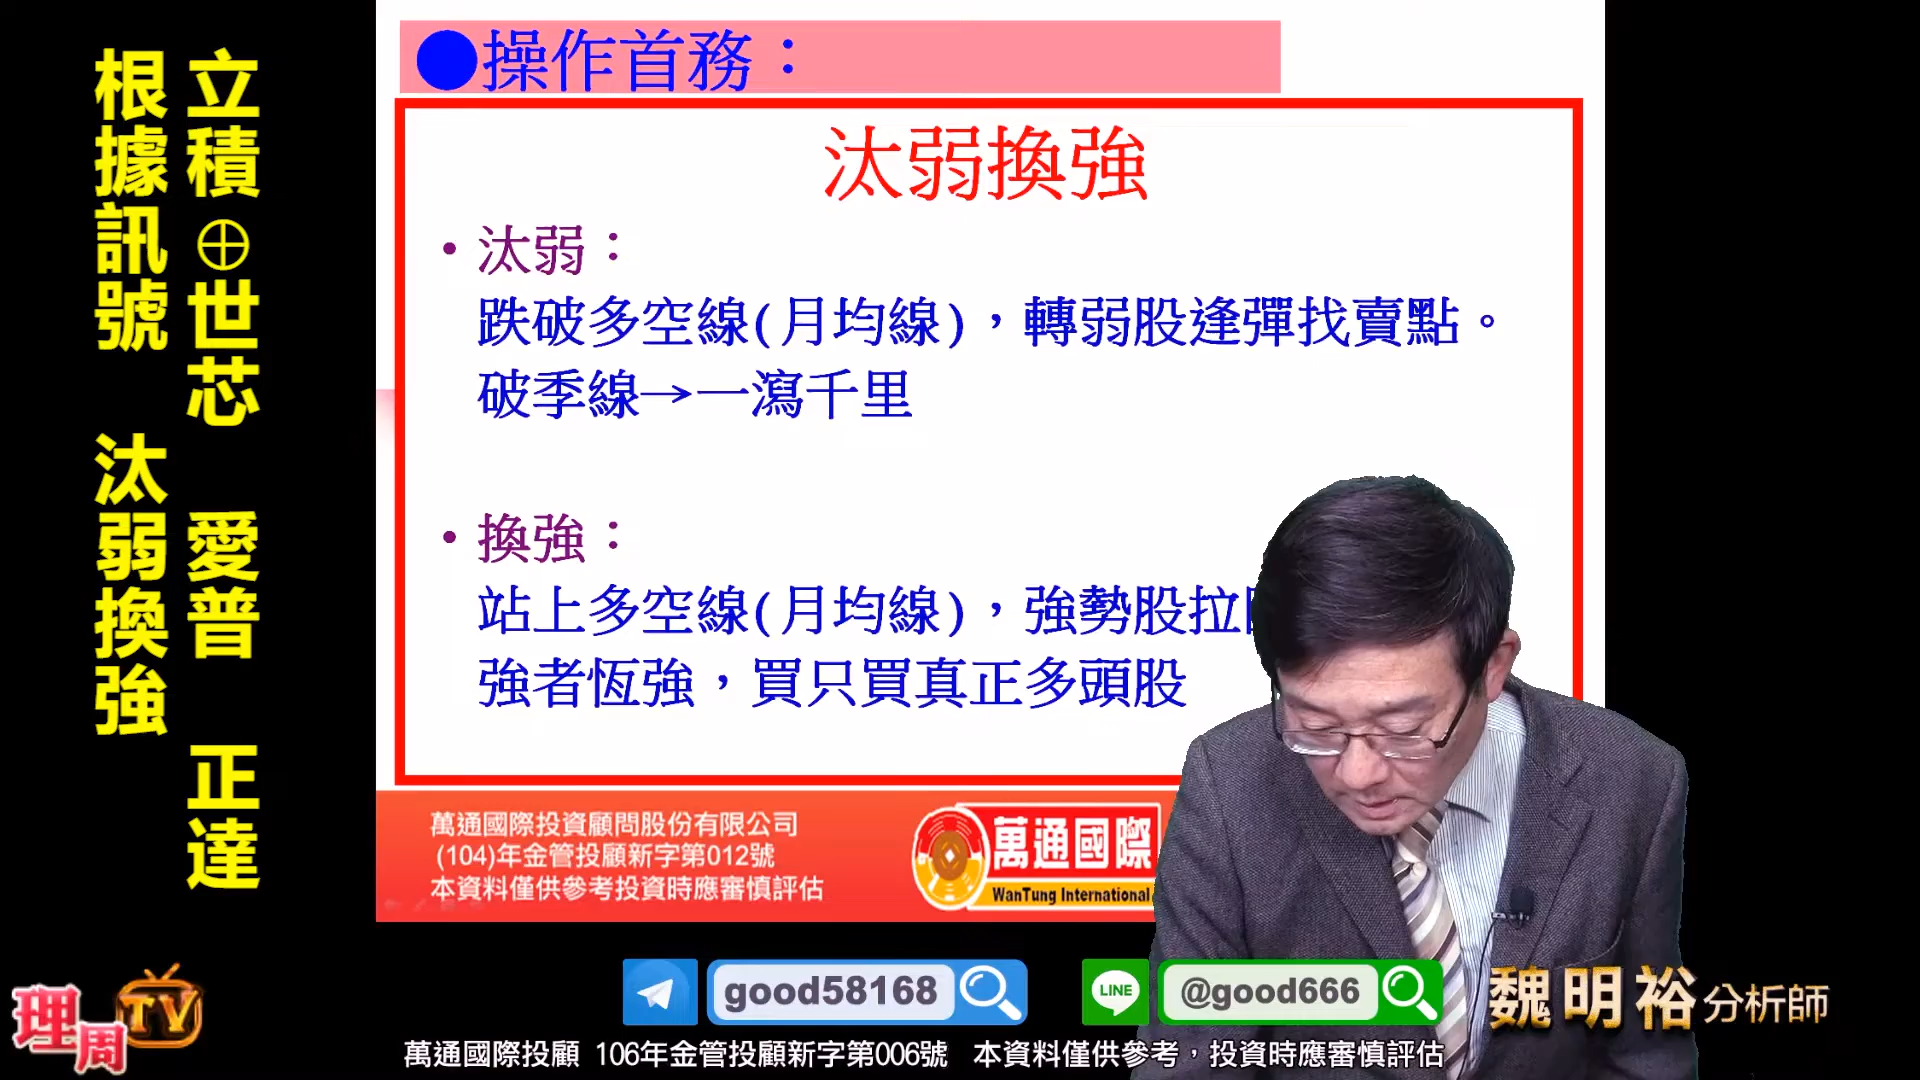 立積⊕世芯 愛普 正達
根據訊號 汰弱換強
●操作首務：
汰弱換強
• 汰弱：
跌破多空線(月均線)，轉弱股逢彈找賣點。
破季線→一瀉千里
• 換強：
站上多空線(月均線)，強勢股拉
強者恆強，買只買真正多頭股
萬通國際投資顧問股份有限公司
(104)年金管投顧新字第012號
本資料僅供參考投資時應審慎評估
萬通國際
WanTung International
理周TV
good58168
LINE
@good666
魏明裕分析師
萬通國際投顧 106年金管投顧新字第006號 本資料僅供參考，投資時應審慎評估